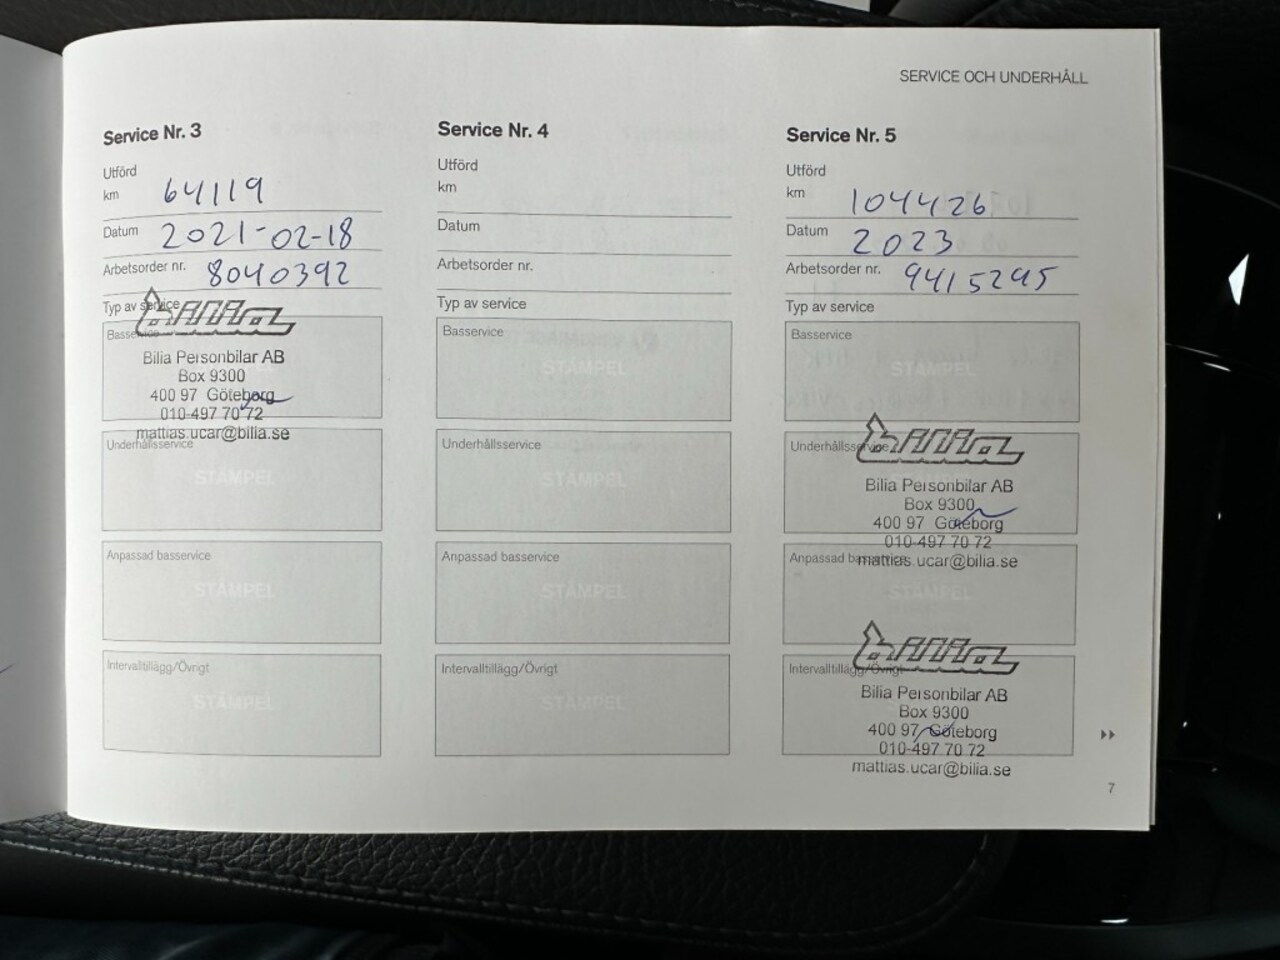 SERVICE OCH UNDERHÅLL
Service Nr. 3
Utförd
km 64119
Datum 2021-02-18
Arbetsorder nr. 8040392
Typ av service
bilia
Basservice
Bilia Personbilar AB
Box 9300
400 97 Göteborg
010-497 70 72
mattias.ucar@bilia.se
Underhållsservice
STÄMPEL
Anpassad basservice
STÄMPEL
Intervalltillägg/Övrigt
STÄMPEL
Service Nr. 4
Utförd
km
Datum
Arbetsorder nr.
Typ av service
Basservice
STÄMPEL
Underhållsservice
STÄMPEL
Anpassad basservice
STÄMPEL
Intervalltillägg/Övrigt
STÄMPEL
Service Nr. 5
Utförd
km 104426
Datum 2023
Arbetsorder nr. 9415295
Typ av service
Basservice
STÄMPEL
Underhållsservice
bilia
Bilia Personbilar AB
Box 9300
400 97 Göteborg
010-497 70 72
mattias.ucar@bilia.se
Anpassad basservice
STÄMPEL
bilia
Intervalltillägg/Övrigt
Bilia Personbilar AB
Box 9300
400 97 Göteborg
010-497 70 72
mattias.ucar@bilia.se
7